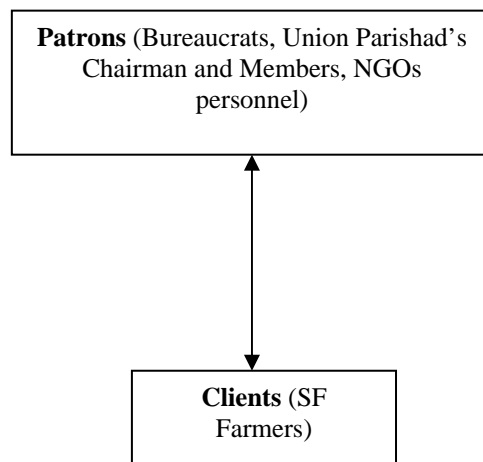 Patrons (Bureaucrats, Union Parishad’s
Chairman and Members, NGOs
personnel)
Clients (SF
Farmers)